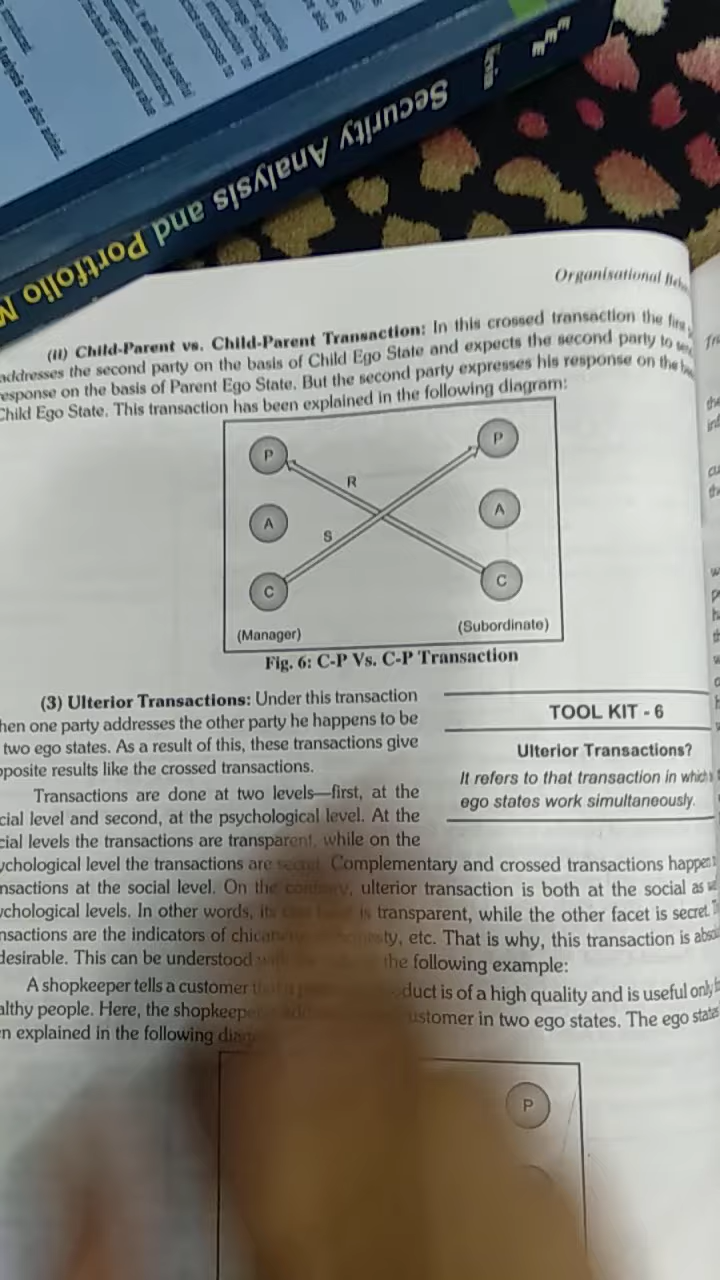 Analysis are also added.
Security Analysis and Portfolio M
Organisational
(ii) Child-Parent vs. Child-Parent Transaction: In this crossed transaction the
addresses the second party on the basis of Child Ego State and expects the second party to
esponse on the basis of Parent Ego State. But the second party expresses his response on the
Child Ego State. This transaction has been explained in the following diagram:
P
P
R
A
A
S
C
C
(Manager)
(Subordinate)
Fig. 6: C-P Vs. C-P Transaction
(3) Ulterior Transactions: Under this transaction
hen one party addresses the other party he happens to be
two ego states. As a result of this, these transactions give
pposite results like the crossed transactions.
TOOL KIT - 6
Ulterior Transactions?
It refers to that transaction in which
ego states work simultaneously.
Transactions are done at two levels—first, at the
cial level and second, at the psychological level. At the
cial levels the transactions are transparent, while on the
ychological level the transactions are secret. Complementary and crossed transactions happen
nsactions at the social level. On the contrary, ulterior transaction is both at the social as
ychological levels. In other words, its is transparent, while the other facet is secret.
nsactions are the indicators of etc. That is why, this transaction is
desirable. This can be understood the following example:
A shopkeeper tells a customer duct is of a high quality and is useful only
althy people. Here, the shopkeeper ustomer in two ego states. The ego
n explained in the following
P